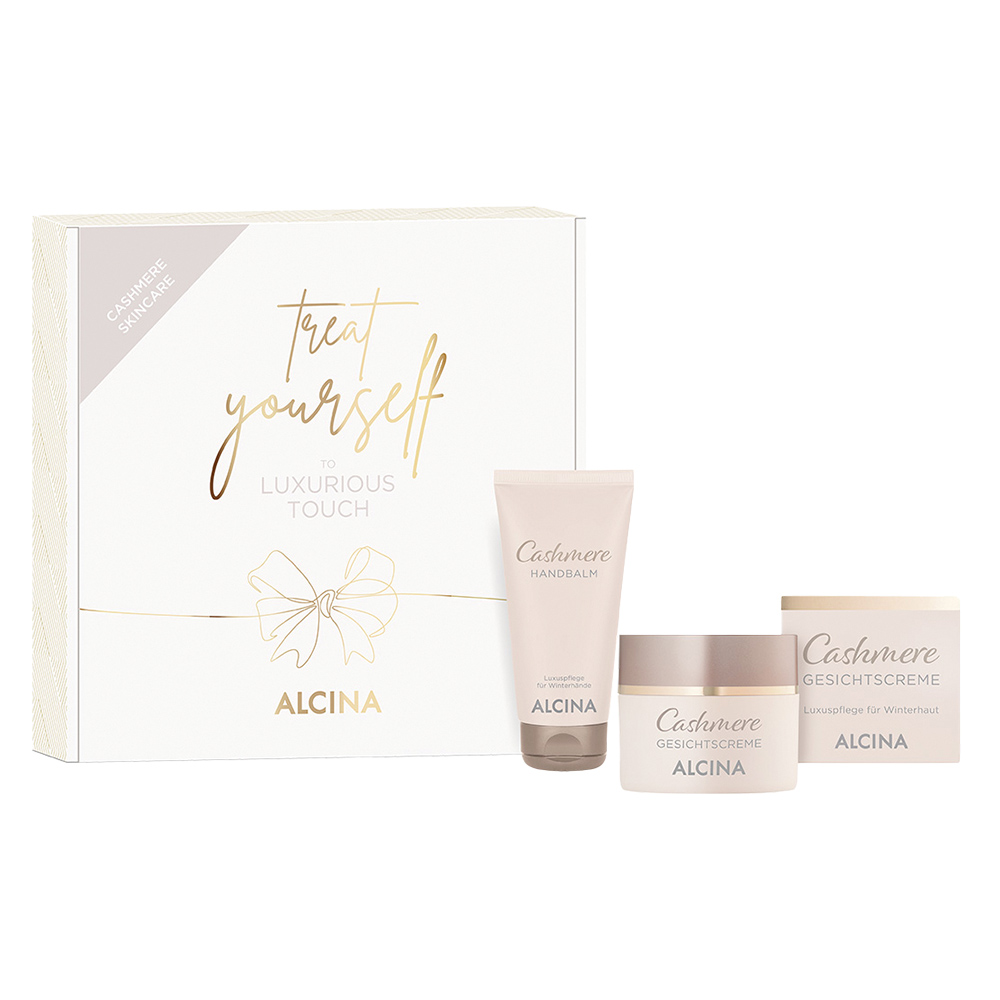 CASHMERE
SKINCARE
treat
yourself
TO
LUXURIOUS
TOUCH
ALCINA
Cashmere
HANDBALM
Luxuspflege
für Winterhände
ALCINA
Cashmere
GESICHTSCREME
ALCINA
Cashmere
GESICHTSCREME
Luxuspflege für Winterhaut
ALCINA